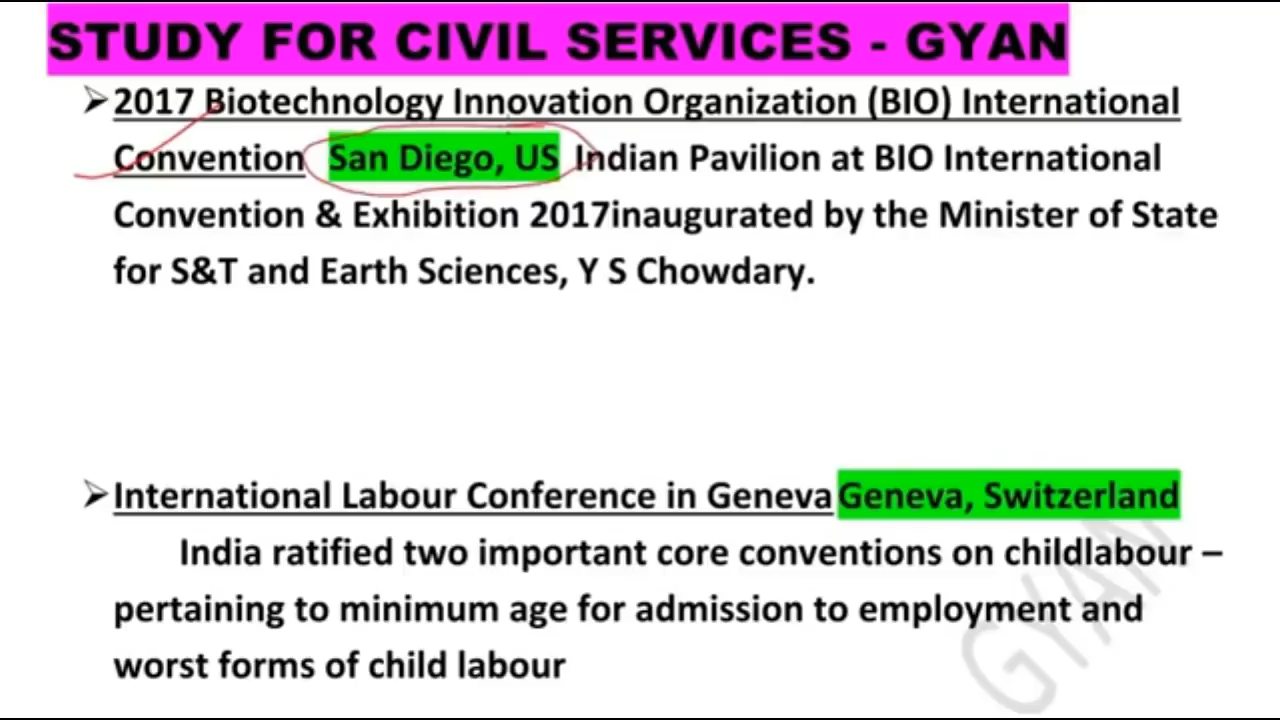 STUDY FOR CIVIL SERVICES - GYAN
➢2017 Biotechnology Innovation Organization (BIO) International
Convention San Diego, US Indian Pavilion at BIO International
Convention & Exhibition 2017inaugurated by the Minister of State
for S&T and Earth Sciences, Y S Chowdary.
➢International Labour Conference in Geneva Geneva, Switzerland
India ratified two important core conventions on childlabour –
pertaining to minimum age for admission to employment and
worst forms of child labour
GYAN